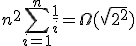 n^2 \sum_{i=1}^{n} \frac{1}{i} = \Omega(\sqrt{2^2})